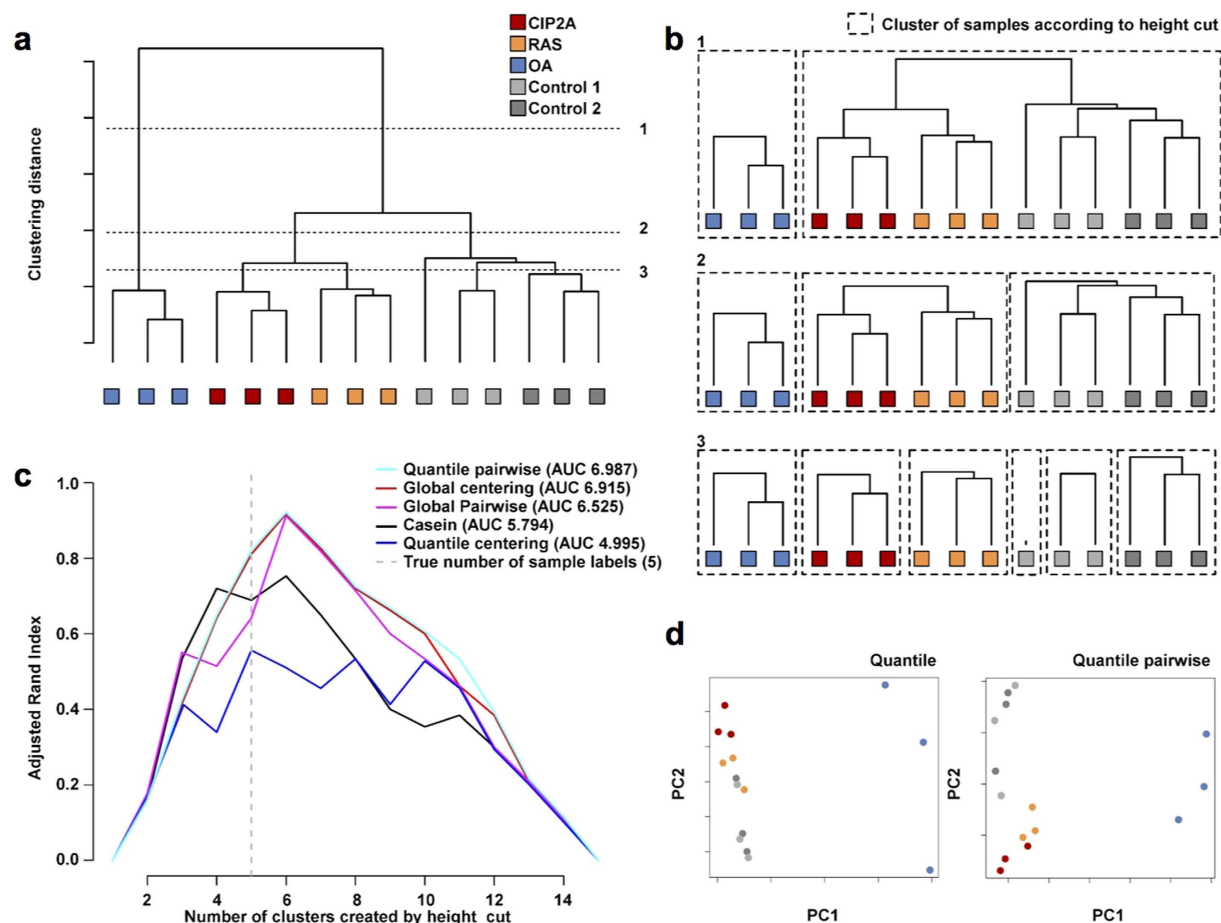 a
CIP2A
RAS
OA
Control 1
Control 2
Clustering distance
1
2
3
b
Cluster of samples according to height cut
1
2
3
c
Quantile pairwise (AUC 6.987)
Global centering (AUC 6.915)
Global Pairwise (AUC 6.525)
Casein (AUC 5.794)
Quantile centering (AUC 4.995)
True number of sample labels (5)
Adjusted Rand Index
1.0
0.8
0.6
0.4
0.2
0.0
2 4 6 8 10 12 14
Number of clusters created by height cut
d
Quantile
PC2
PC1
Quantile pairwise
PC2
PC1